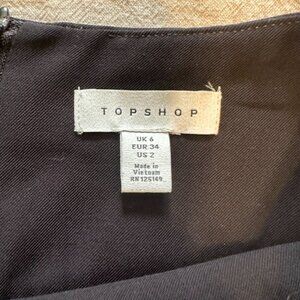 TOPSHOP
UK 6
EUR 34
US 2
Made in
Vietnam
RN 125149